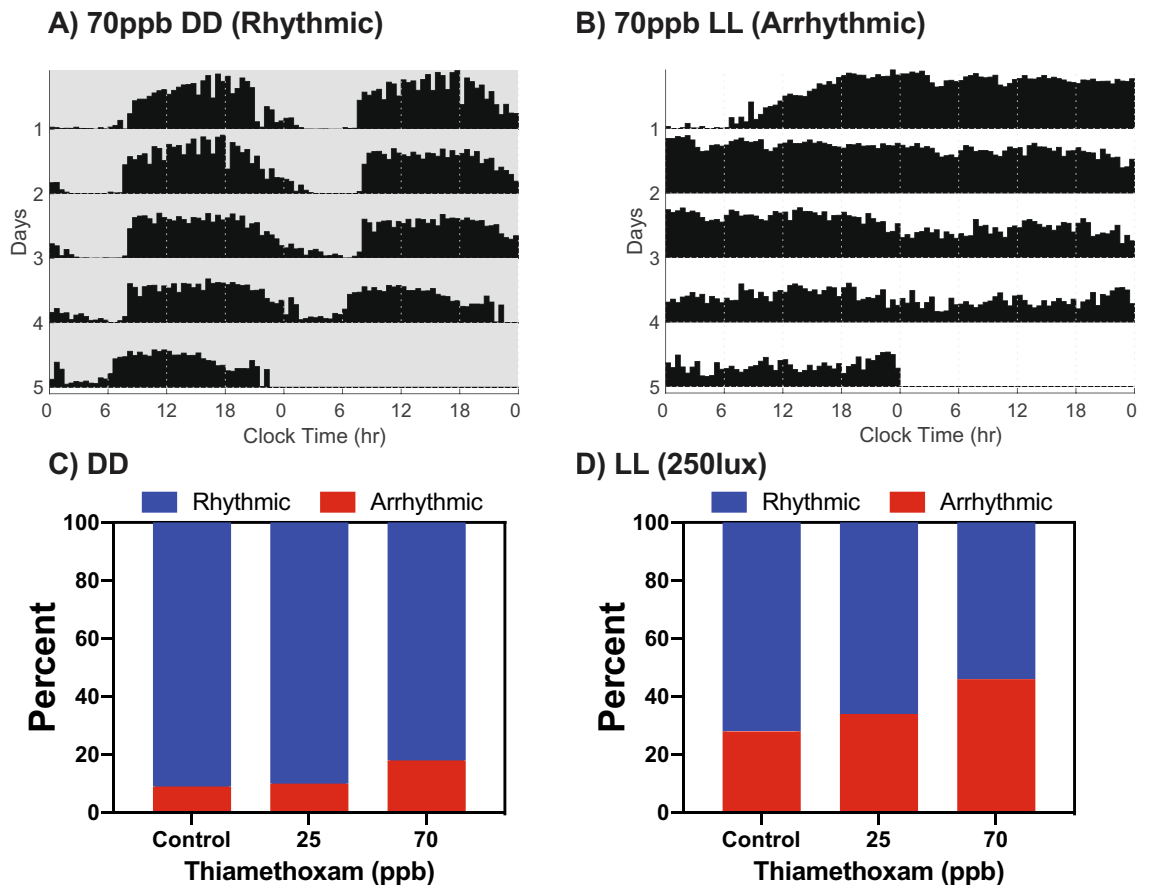 A) 70ppb DD (Rhythmic)
B) 70ppb LL (Arrhythmic)
Days
1
2
3
4
5
0 6 12 18 0 6 12 18 0
Clock Time (hr)
Days
1
2
3
4
5
0 6 12 18 0 6 12 18 0
Clock Time (hr)
C) DD
Rhythmic Arrhythmic
Percent
100
80
60
40
20
0
Control 25 70
Thiamethoxam (ppb)
D) LL (250lux)
Rhythmic Arrhythmic
Percent
100
80
60
40
20
0
Control 25 70
Thiamethoxam (ppb)